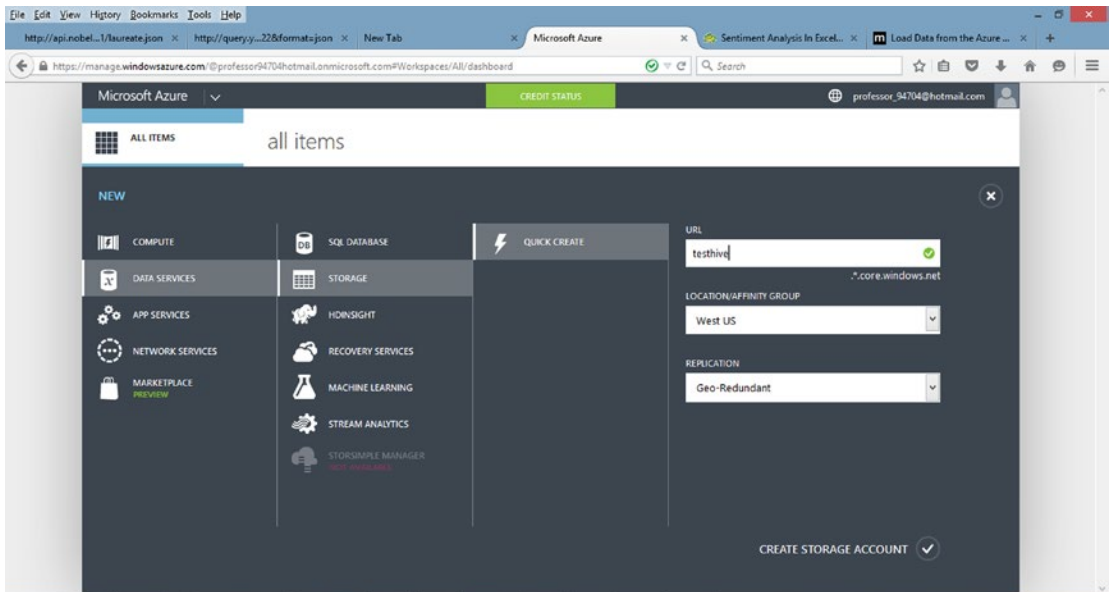 File Edit View History Bookmarks Tools Help
http://api.nobel...1/laureate.json × http://query.y...22&format=json × New Tab × Microsoft Azure × Sentiment Analysis In Excel... × m Load Data from the Azure ... × +
https://manage.windowsazure.com/@professor94704hotmail.onmicrosoft.com#Workspaces/All/dashboard Search
Microsoft Azure CREDIT STATUS professor_94704@hotmail.com
ALL ITEMS all items
NEW
COMPUTE
DATA SERVICES
APP SERVICES
NETWORK SERVICES
MARKETPLACE
PREVIEW
DB SQL DATABASE
STORAGE
HDINSIGHT
RECOVERY SERVICES
MACHINE LEARNING
STREAM ANALYTICS
STORSIMPLE MANAGER
NOT AVAILABLE
QUICK CREATE
URL
testhive
.*.core.windows.net
LOCATION/AFFINITY GROUP
West US
REPLICATION
Geo-Redundant
CREATE STORAGE ACCOUNT